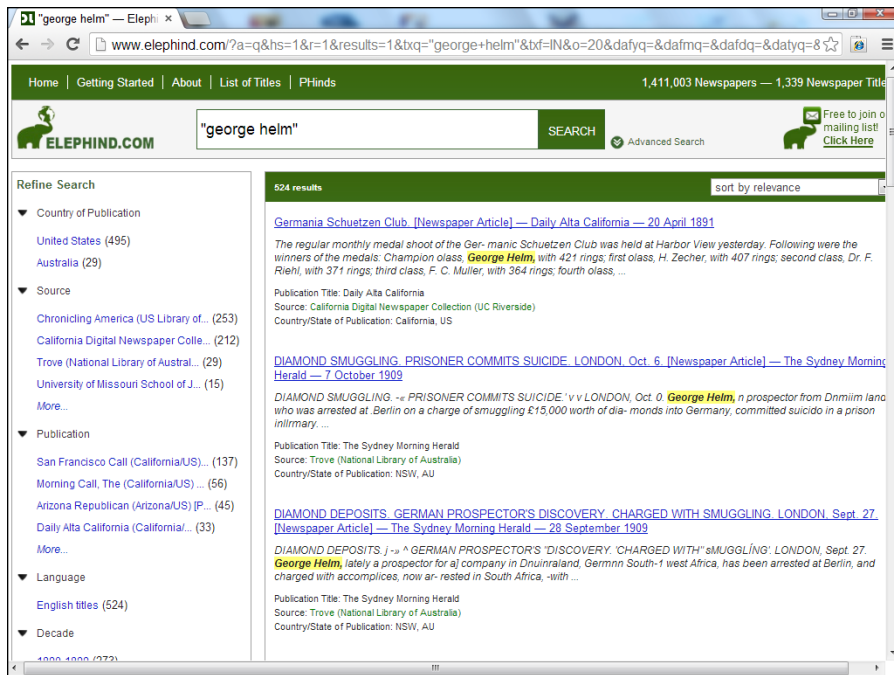 "george helm" — Eleph
www.elephind.com/?a=q&hs=1&r=1&results=1&txq="george+helm"&txf=IN&o=20&dafyq=&dafmq=&dafdq=&datyq=&
Home | Getting Started | About | List of Titles | PHinds
1,411,003 Newspapers — 1,339 Newspaper Title
ELEPHIND.COM
"george helm"
SEARCH
Advanced Search
Free to join o
mailing list!
Click Here
Refine Search
Country of Publication
United States (495)
Australia (29)
Source
Chronicling America (US Library of... (253)
California Digital Newspaper Colle... (212)
Trove (National Library of Austral... (29)
University of Missouri School of J... (15)
More...
Publication
San Francisco Call (California/US)... (137)
Morning Call, The (California/US) ... (56)
Arizona Republican (Arizona/US) [P... (45)
Daily Alta California (California/... (33)
More...
Language
English titles (524)
Decade
524 results
sort by relevance
Germania Schuetzen Club. [Newspaper Article] — Daily Alta California — 20 April 1891
The regular monthly medal shoot of the Ger- manic Schuetzen Club was held at Harbor View yesterday. Following were the
winners of the medals: Champion olass, George Helm, with 421 rings; first olass, H. Zecher, with 407 rings; second class, Dr. F.
Riehl, with 371 rings; third class, F. C. Muller, with 364 rings; fourth olass, ...
Publication Title: Daily Alta California
Source: California Digital Newspaper Collection (UC Riverside)
Country/State of Publication: California, US
DIAMOND SMUGGLING. PRISONER COMMITS SUICIDE. LONDON, Oct. 6. [Newspaper Article] — The Sydney Morning
Herald — 7 October 1909
DIAMOND SMUGGLING. -« PRISONER COMMITS SUICIDE.' v v LONDON, Oct. 0. George Helm, n prospector from Dnmiim land
who was arrested at .Berlin on a charge of smuggling £15,000 worth of dia- monds into Germany, committed suicido in a prison
inllrmary. ...
Publication Title: The Sydney Morning Herald
Source: Trove (National Library of Australia)
Country/State of Publication: NSW, AU
DIAMOND DEPOSITS. GERMAN PROSPECTOR'S DISCOVERY. CHARGED WITH SMUGGLING. LONDON, Sept. 27.
[Newspaper Article] — The Sydney Morning Herald — 28 September 1909
DIAMOND DEPOSITS. j -» ^ GERMAN PROSPECTOR'S "DISCOVERY. 'CHARGED WITH" sMUGGLÍNG'. LONDON, Sept. 27.
George Helm, lately a prospector for a] company in Dnuinraland, Germnn South-1 west Africa, has been arrested at Berlin, and
charged with accomplices, now ar- rested in South Africa, -with ...
Publication Title: The Sydney Morning Herald
Source: Trove (National Library of Australia)
Country/State of Publication: NSW, AU